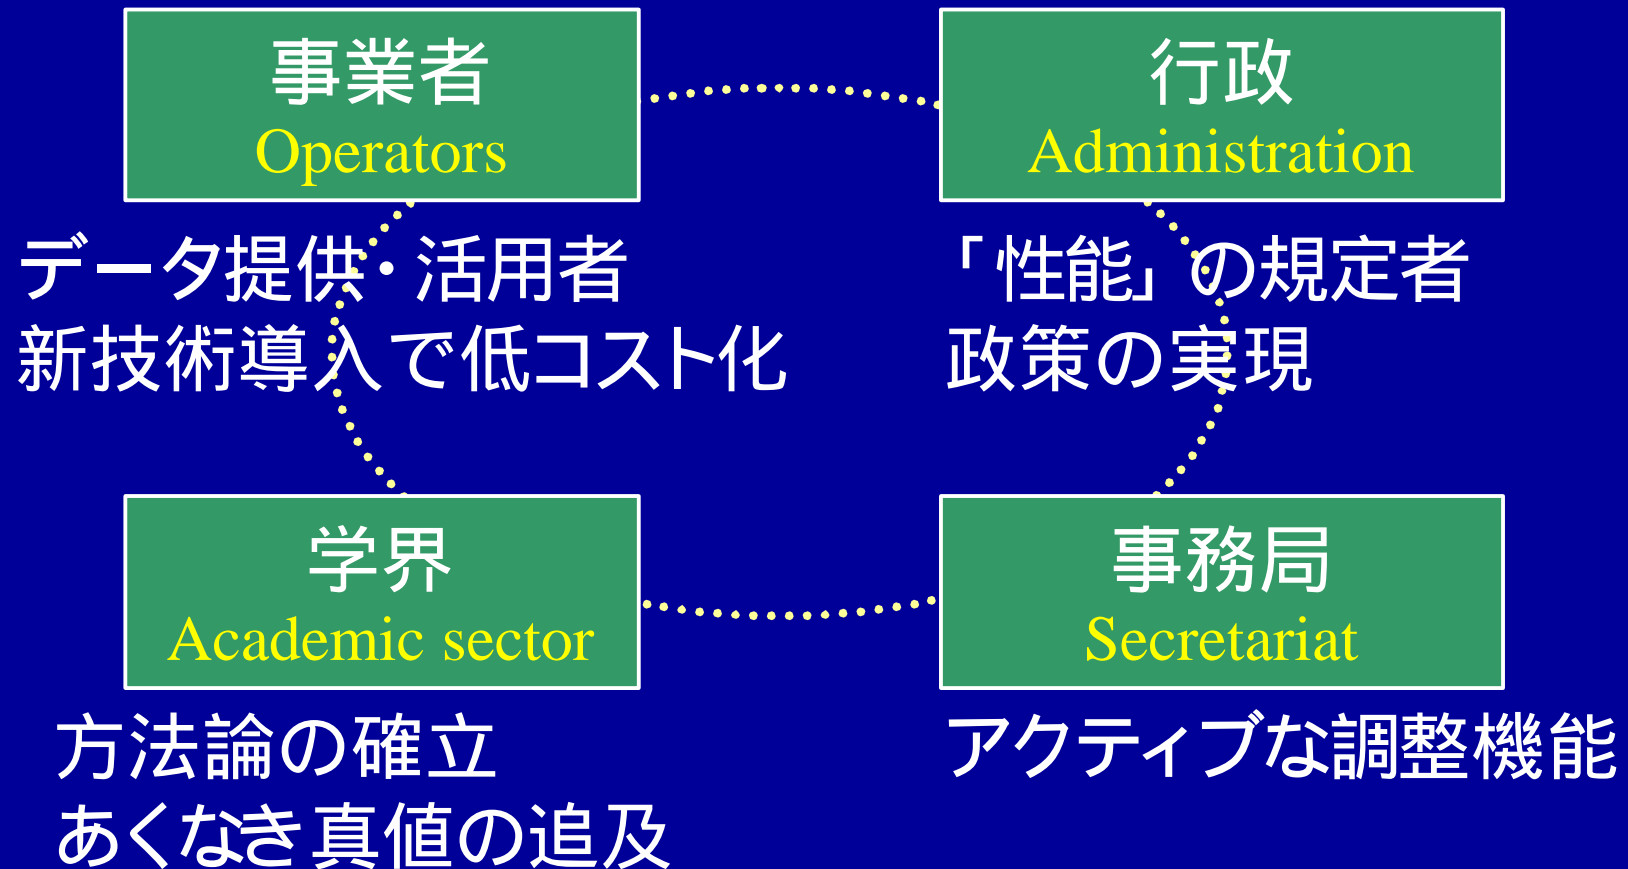 事業者
Operators
データ提供・活用者
新技術導入で低コスト化
行政
Administration
「性能」の規定者
政策の実現
学界
Academic sector
方法論の確立
あくなき真値の追及
事務局
Secretariat
アクティブな調整機能